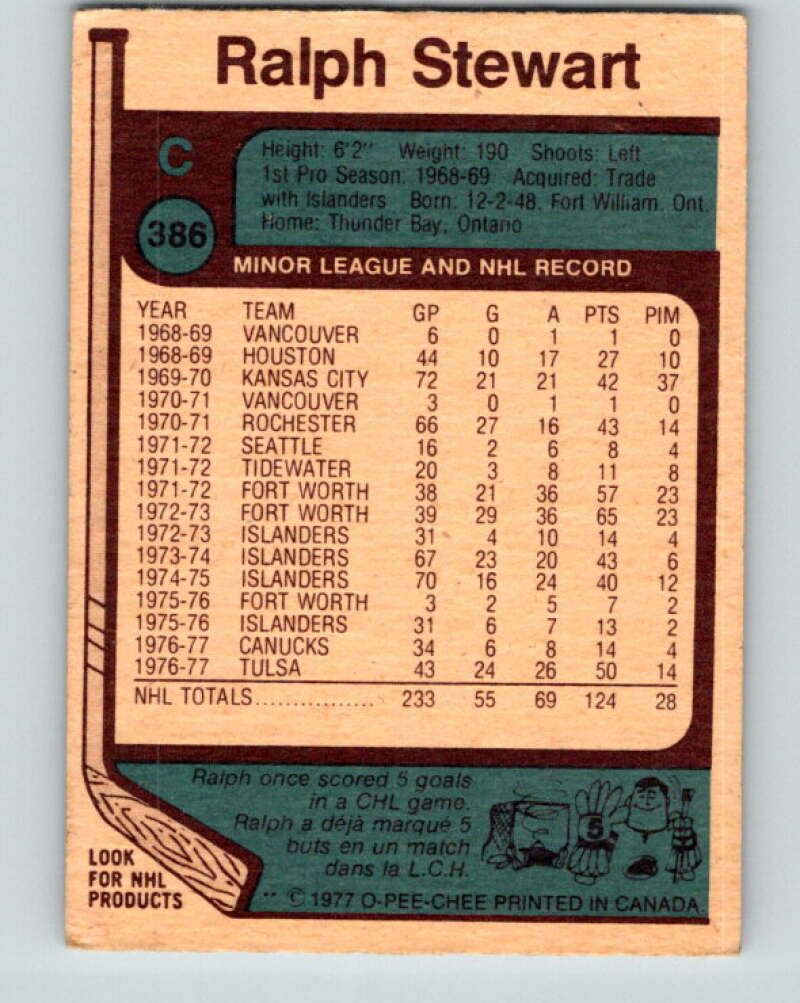 Ralph Stewart
C
Height: 6'2" Weight: 190 Shoots: Left
1st Pro Season: 1968-69 Acquired: Trade
with Islanders Born: 12-2-48, Fort William, Ont.
Home: Thunder Bay, Ontario
386
MINOR LEAGUE AND NHL RECORD
YEAR TEAM GP G A PTS PIM
1968-69 VANCOUVER 6 0 1 1 0
1968-69 HOUSTON 44 10 17 27 10
1969-70 KANSAS CITY 72 21 21 42 37
1970-71 VANCOUVER 3 0 1 1 0
1970-71 ROCHESTER 66 27 16 43 14
1971-72 SEATTLE 16 2 6 8 4
1971-72 TIDEWATER 20 3 8 11 8
1971-72 FORT WORTH 38 21 36 57 23
1972-73 FORT WORTH 39 29 36 65 23
1972-73 ISLANDERS 31 4 10 14 4
1973-74 ISLANDERS 67 23 20 43 6
1974-75 ISLANDERS 70 16 24 40 12
1975-76 FORT WORTH 3 2 5 7 2
1975-76 ISLANDERS 31 6 7 13 2
1976-77 CANUCKS 34 6 8 14 4
1976-77 TULSA 43 24 26 50 14
NHL TOTALS................ 233 55 69 124 28
Ralph once scored 5 goals
in a CHL game.
Ralph a déjà marqué 5
buts en un match
dans la L.C.H.
5
LOOK
FOR NHL
PRODUCTS
** © 1977 O-PEE-CHEE PRINTED IN CANADA.